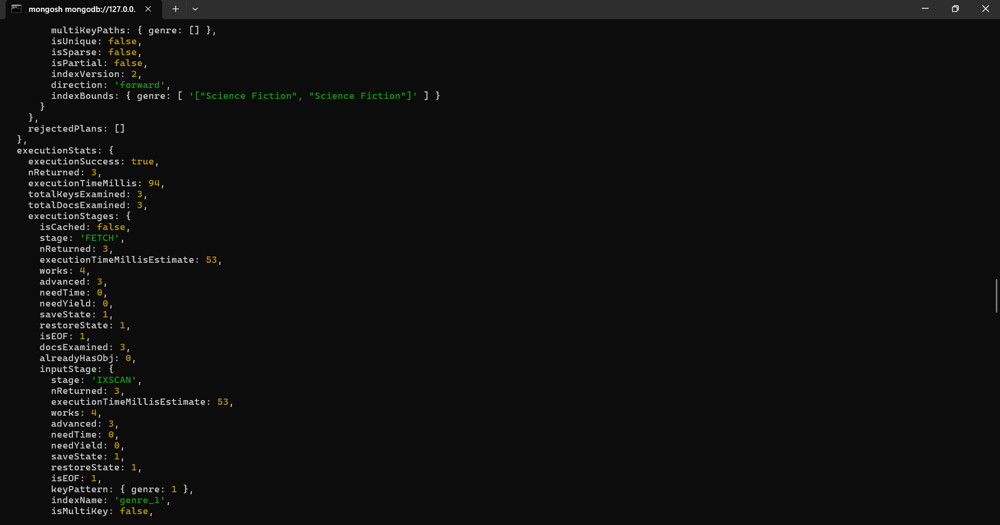 mongosh mongodb://127.0.0.
multiKeyPaths: { genre: [] },
isUnique: false,
isSparse: false,
isPartial: false,
indexVersion: 2,
direction: 'forward',
indexBounds: { genre: [ '["Science Fiction", "Science Fiction"]' ] }
}
},
rejectedPlans: []
},
executionStats: {
executionSuccess: true,
nReturned: 3,
executionTimeMillis: 94,
totalKeysExamined: 3,
totalDocsExamined: 3,
executionStages: {
isCached: false,
stage: 'FETCH',
nReturned: 3,
executionTimeMillisEstimate: 53,
works: 4,
advanced: 3,
needTime: 0,
needYield: 0,
saveState: 1,
restoreState: 1,
isEOF: 1,
docsExamined: 3,
alreadyHasObj: 0,
inputStage: {
stage: 'IXSCAN',
nReturned: 3,
executionTimeMillisEstimate: 53,
works: 4,
advanced: 3,
needTime: 0,
needYield: 0,
saveState: 1,
restoreState: 1,
isEOF: 1,
keyPattern: { genre: 1 },
indexName: 'genre_1',
isMultiKey: false,